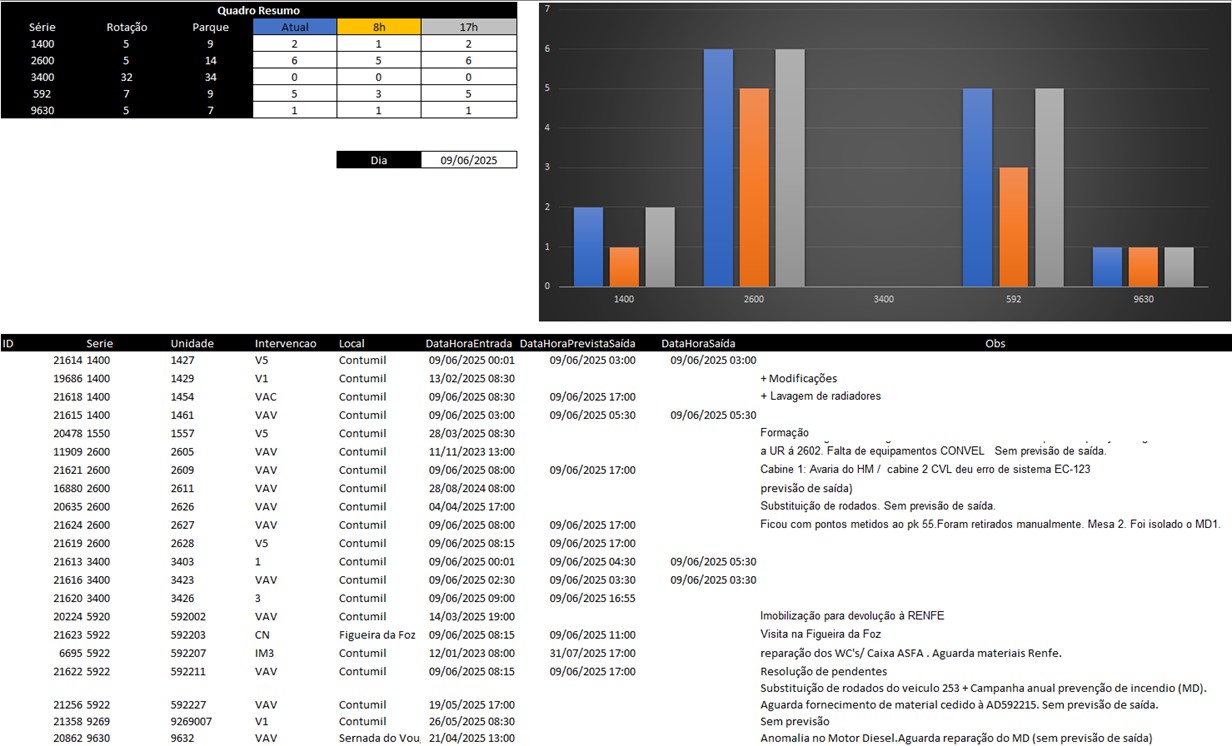 Quadro Resumo
Série Rotação Parque Atual 8h 17h
1400 5 9 2 1 2
2600 5 14 6 5 6
3400 32 34 0 0 0
592 7 9 5 3 5
9630 5 7 1 1 1
Dia 09/06/2025
7
6
5
4
3
2
1
0
1400 2600 3400 592 9630
ID Serie Unidade Intervencao Local DataHoraEntrada DataHoraPrevistaSaída DataHoraSaída Obs
21614 1400 1427 V5 Contumil 09/06/2025 00:01 09/06/2025 03:00 09/06/2025 03:00
19686 1400 1429 V1 Contumil 13/02/2025 08:30 + Modificações
21618 1400 1454 VAC Contumil 09/06/2025 08:30 09/06/2025 17:00 + Lavagem de radiadores
21615 1400 1461 VAV Contumil 09/06/2025 03:00 09/06/2025 05:30 09/06/2025 05:30
20478 1550 1557 V5 Contumil 28/03/2025 08:30 Formação
11909 2600 2605 VAV Contumil 11/11/2023 13:00 a UR á 2602. Falta de equipamentos CONVEL Sem previsão de saída.
21621 2600 2609 VAV Contumil 09/06/2025 08:00 09/06/2025 17:00 Cabine 1: Avaria do HM / cabine 2 CVL deu erro de sistema EC-123
16880 2600 2611 VAV Contumil 28/08/2024 08:00 previsão de saída)
20635 2600 2626 VAV Contumil 04/04/2025 17:00 Substituição de rodados. Sem previsão de saída.
21624 2600 2627 VAV Contumil 09/06/2025 08:00 09/06/2025 17:00 Ficou com pontos metidos ao pk 55.Foram retirados manualmente. Mesa 2. Foi isolado o MD1.
21619 2600 2628 V5 Contumil 09/06/2025 08:15 09/06/2025 17:00
21613 3400 3403 1 Contumil 09/06/2025 00:01 09/06/2025 04:30 09/06/2025 05:30
21616 3400 3423 VAV Contumil 09/06/2025 02:30 09/06/2025 03:30 09/06/2025 03:30
21620 3400 3426 3 Contumil 09/06/2025 09:00 09/06/2025 16:55
20224 5920 592002 VAV Contumil 14/03/2025 19:00 Imobilização para devolução à RENFE
21623 5922 592203 CN Figueira da Foz 09/06/2025 08:15 09/06/2025 11:00 Visita na Figueira da Foz
6695 5922 592207 IM3 Contumil 12/01/2023 08:00 31/07/2025 17:00 reparação dos WC's/ Caixa ASFA . Aguarda materiais Renfe.
21622 5922 592211 VAV Contumil 09/06/2025 08:15 09/06/2025 17:00 Resolução de pendentes
Substituição de rodados do veiculo 253 + Campanha anual prevenção de incendio (MD).
21256 5922 592227 VAV Contumil 19/05/2025 17:00 Aguarda fornecimento de material cedido à AD592215. Sem previsão de saída.
21358 9269 9269007 V1 Contumil 26/05/2025 08:30 Sem previsão
20862 9630 9632 VAV Sernada do Vou 21/04/2025 13:00 Anomalia no Motor Diesel.Aguarda reparação do MD (sem previsão de saída)